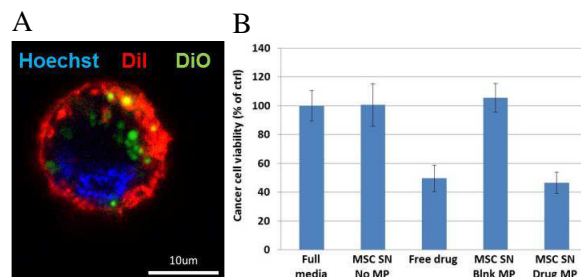 A
Hoechst DiI DiO
10um
B
Cancer cell viability (% of ctrl)
140
120
100
80
60
40
20
0
Full media
MSC SN No MP
Free drug
MSC SN Blnk MP
MSC SN Drug MP